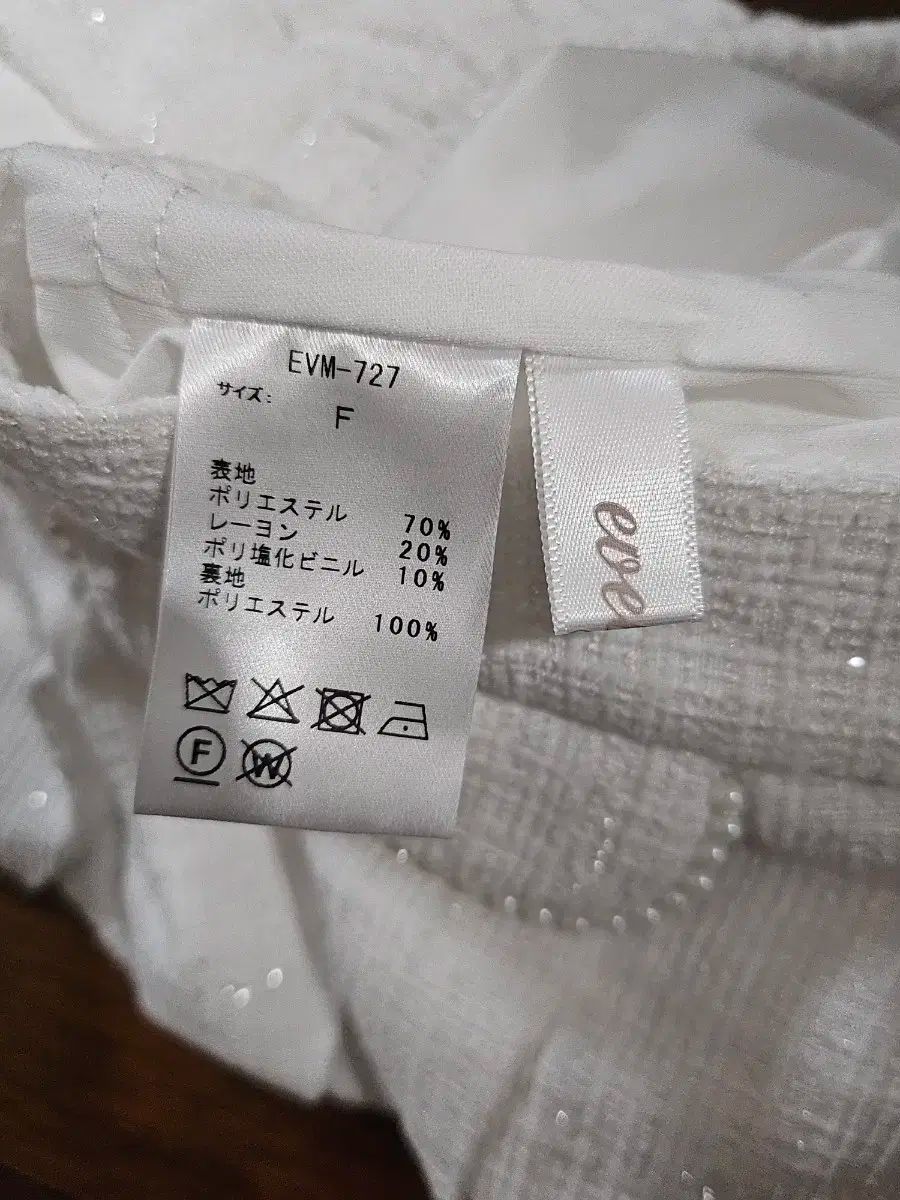 EVM-727
サイズ:
F
表地
ポリエステル 70%
レーヨン 20%
ポリ塩化ビニル 10%
裏地
ポリエステル 100%
F
W